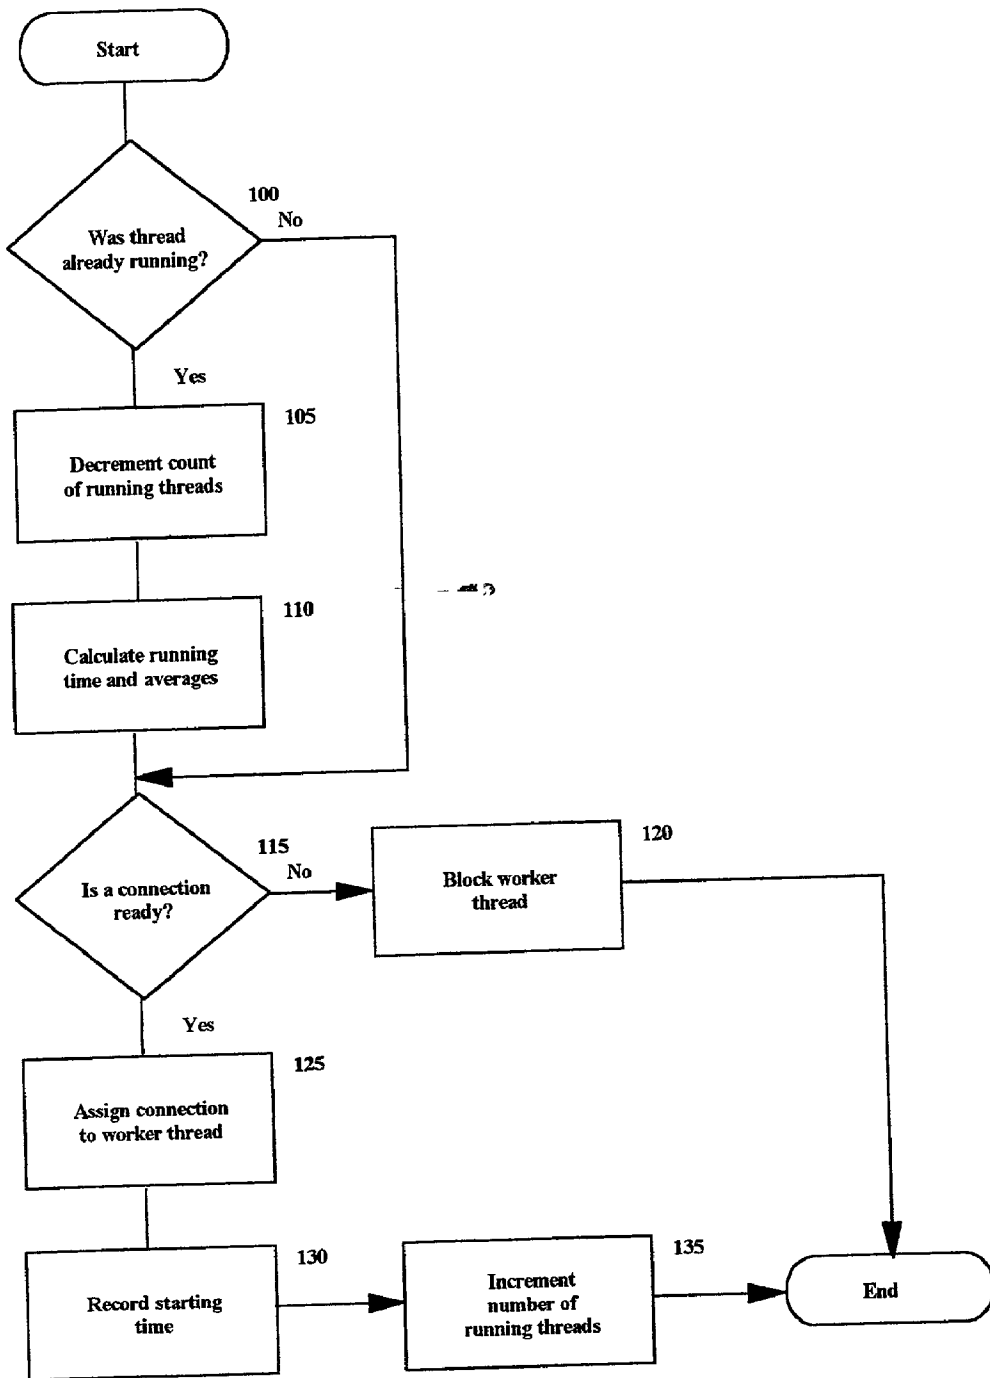 Start
100
No
Was thread
already running?
Yes
105
Decrement count
of running threads
110
Calculate running
time and averages
115
No
Is a connection
ready?
120
Block worker
thread
Yes
125
Assign connection
to worker thread
130
Record starting
time
135
Increment
number of
running threads
End